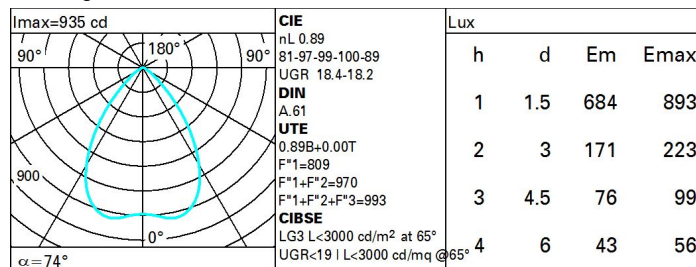 Imax=935 cd
90° 180° 90°
900
0°
α=74°
CIE
nL 0.89
81-97-99-100-89
UGR 18.4-18.2
DIN
A.61
UTE
0.89B+0.00T
F"1=809
F"1+F"2=970
F"1+F"2+F"3=993
CIBSE
LG3 L<3000 cd/m² at 65°
UGR<19 | L<3000 cd/mq @65°
Lux
h d Em Emax
1 1.5 684 893
2 3 171 223
3 4.5 76 99
4 6 43 56